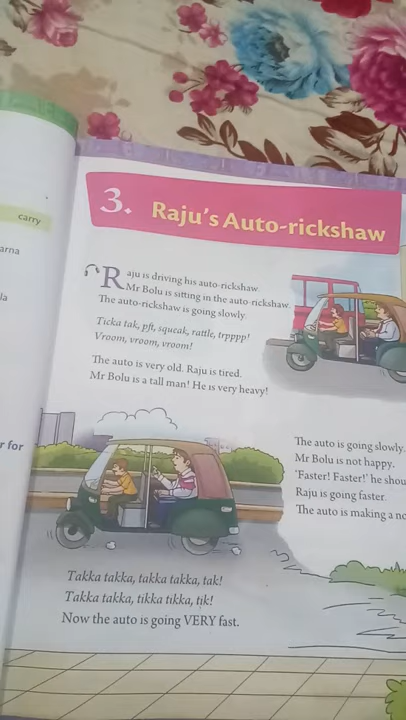 carry
arna
la
r for
3. Raju's Auto-rickshaw
Raju is driving his auto-rickshaw.
Mr Bolu is sitting in the auto-rickshaw.
The auto-rickshaw is going slowly.
Ticka tak, pft, squeak, rattle, trpppp!
Vroom, vroom, vroom!
The auto is very old. Raju is tired.
Mr Bolu is a tall man! He is very heavy!
The auto is going slowly.
Mr Bolu is not happy.
'Faster! Faster!' he shou
Raju is going faster.
The auto is making a no
Takka takka, takka takka, tak!
Takka takka, tikka tikka, tik!
Now the auto is going VERY fast.